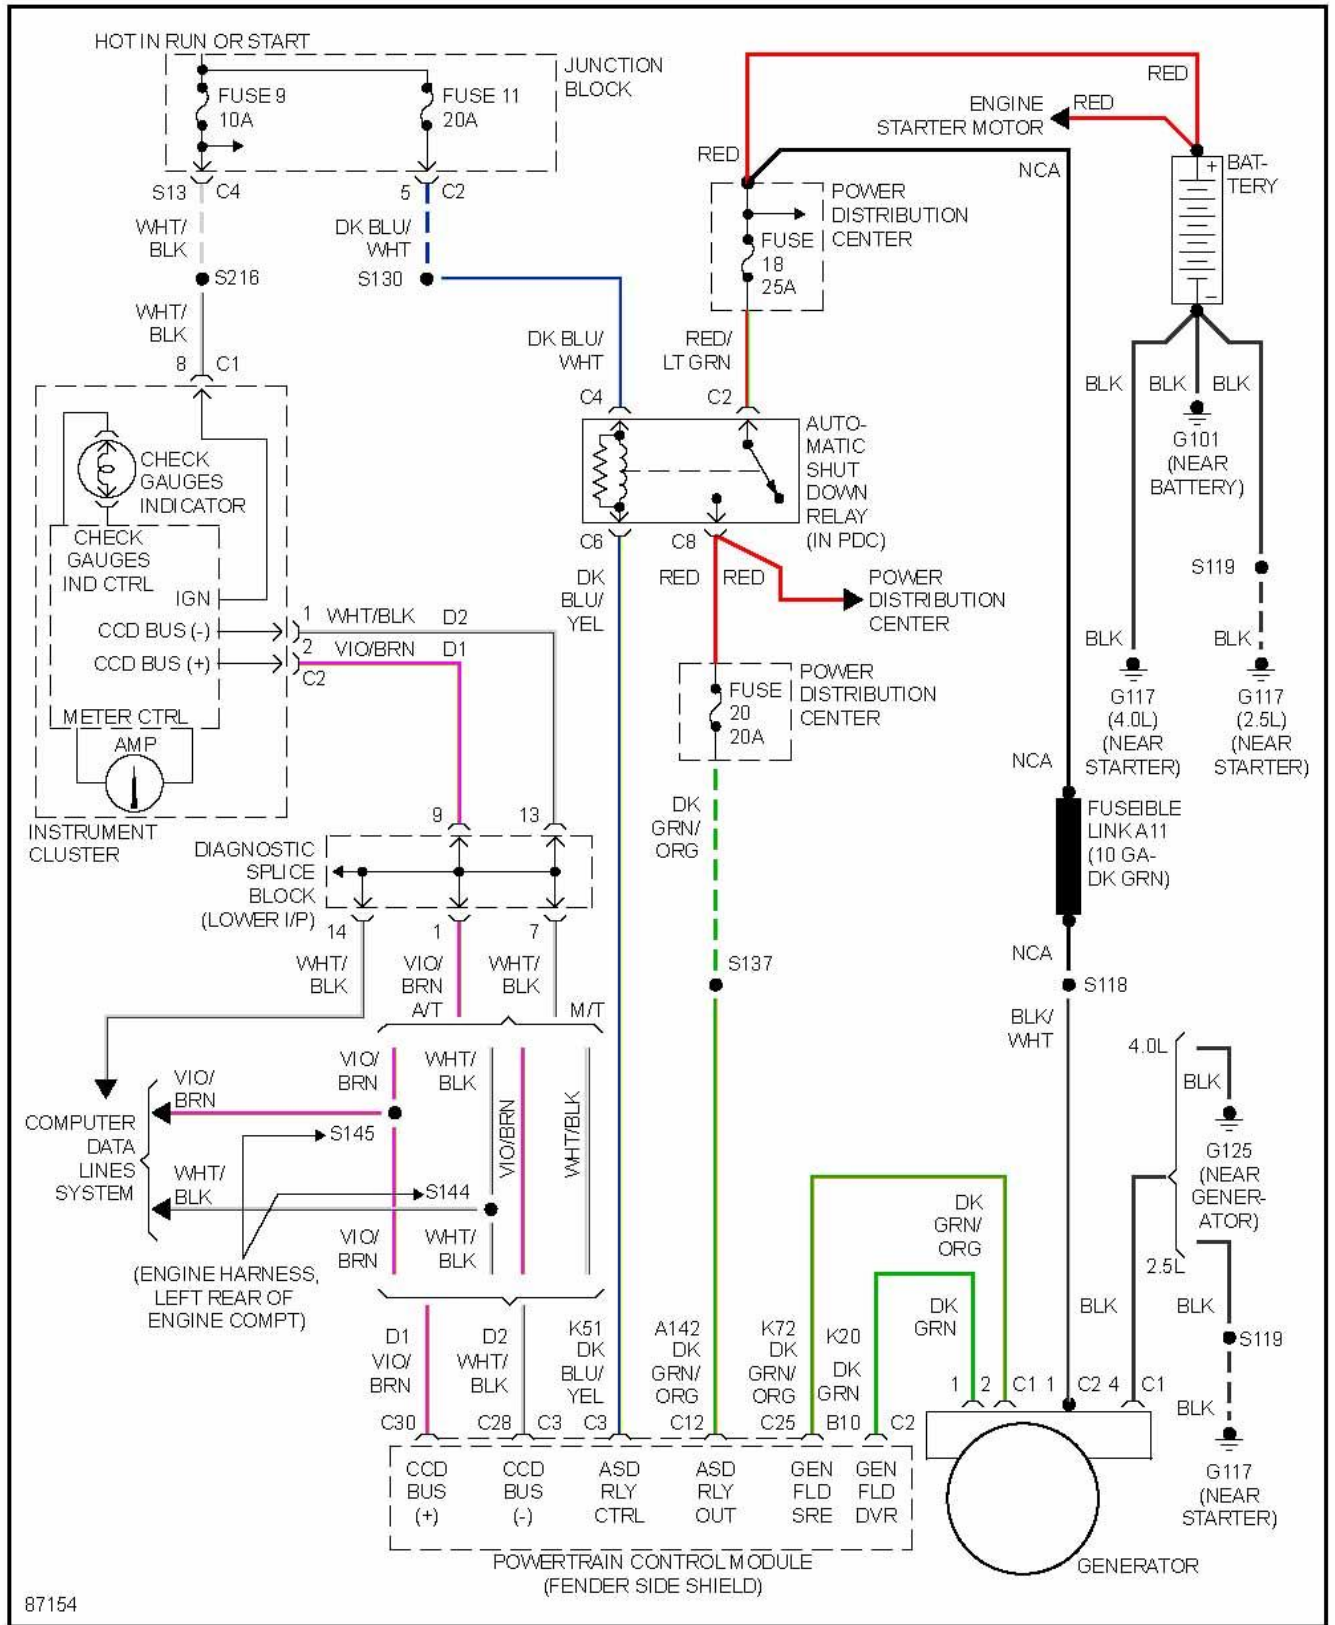 HOT IN RUN OR START
JUNCTION
BLOCK
FUSE 9
10A
FUSE 11
20A
S13
C4
5
C2
WHT/
BLK
DK BLU/
WHT
S216
S130
WHT/
BLK
8
C1
DK BLU/
WHT
C4
RED
ENGINE
STARTER MOTOR
RED
RED
NCA
BAT-
TERY
+
−
POWER
DISTRIBUTION
CENTER
FUSE
18
25A
RED/
LT GRN
C2
BLK
BLK
BLK
G101
(NEAR
BATTERY)
CHECK
GAUGES
INDICATOR
CHECK
GAUGES
IND CTRL
IGN
CCD BUS (-)
CCD BUS (+)
METER CTRL
AMP
INSTRUMENT
CLUSTER
1
WHT/BLK
D2
2
VIO/BRN
D1
C2
AUTO-
MATIC
SHUT
DOWN
RELAY
(IN PDC)
C6
C8
DK
BLU/
YEL
RED
RED
POWER
DISTRIBUTION
CENTER
S119
BLK
BLK
G117
(4.0L)
(NEAR
STARTER)
G117
(2.5L)
(NEAR
STARTER)
POWER
DISTRIBUTION
CENTER
FUSE
20
20A
NCA
DK
GRN/
ORG
FUSEIBLE
LINK A11
(10 GA-
DK GRN)
9
13
DIAGNOSTIC
SPLICE
BLOCK
(LOWER I/P)
14
1
7
WHT/
BLK
VIO/
BRN
WHT/
BLK
A/T
M/T
S137
NCA
S118
BLK/
WHT
VIO/
BRN
WHT/
BLK
VIO/BRN
WHT/BLK
VIO/
BRN
COMPUTER
DATA
LINES
SYSTEM
S145
WHT/
BLK
S144
VIO/
BRN
WHT/
BLK
(ENGINE HARNESS,
LEFT REAR OF
ENGINE COMPT)
4.0L
BLK
G125
(NEAR
GENER-
ATOR)
2.5L
BLK
BLK
S119
BLK
G117
(NEAR
STARTER)
DK
GRN/
ORG
DK
GRN
D1
VIO/
BRN
D2
WHT/
BLK
K51
DK
BLU/
YEL
A142
DK
GRN/
ORG
K72
DK
GRN/
ORG
K20
DK
GRN
1
2
C1
1
C2
4
C1
C30
C28
C3
C3
C12
C25
B10
C2
CCD
BUS
(+)
CCD
BUS
(-)
ASD
RLY
CTRL
ASD
RLY
OUT
GEN
FLD
SRE
GEN
FLD
DVR
POWERTRAIN CONTROL MODULE
(FENDER SIDE SHIELD)
GENERATOR
87154